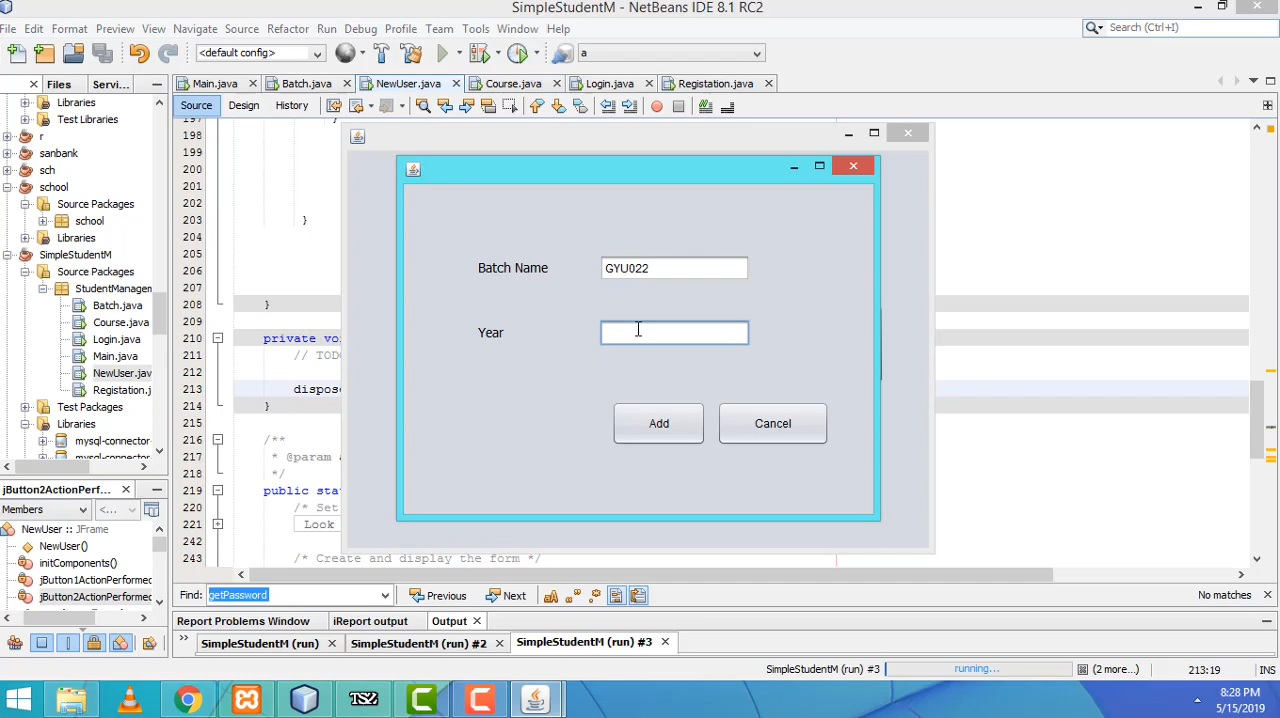 SimpleStudentM - NetBeans IDE 8.1 RC2
File Edit Format Preview View Navigate Source Refactor Run Debug Profile Team Tools Window Help
Search (Ctrl+I)
<default config>
a
Files
Servi...
Main.java
Batch.java
NewUser.java
Course.java
Login.java
Registation.java
Source Design History
Libraries
Test Libraries
r
sanbank
sch
school
Source Packages
school
Libraries
SimpleStudentM
Source Packages
StudentManagen
Batch.java
Course.java
Login.java
Main.java
NewUser.jav
Registation.j
Test Packages
Libraries
mysql-connector-
mysql-connector-
197
198
199
200
201
202
203 }
204
205
206
207
208 }
209
210 private voi
211 // TODO
212
213 dispose
214 }
215
216 /**
217 * @param a
218 */
219 public stat
220 /* Set
221 Look
242
243 /* Create and display the form */
Batch Name GYU022
Year
Add Cancel
jButton2ActionPerf...
Members <...
NewUser :: JFrame
NewUser()
initComponents()
jButton1ActionPerformed
jButton2ActionPerformed
Find: getPassword
Previous Next
No matches
Report Problems Window iReport output Output
SimpleStudentM (run) SimpleStudentM (run) #2 SimpleStudentM (run) #3
SimpleStudentM (run) #3 running... (2 more...) 213:19 INS
TS2
8:28 PM
5/15/2019